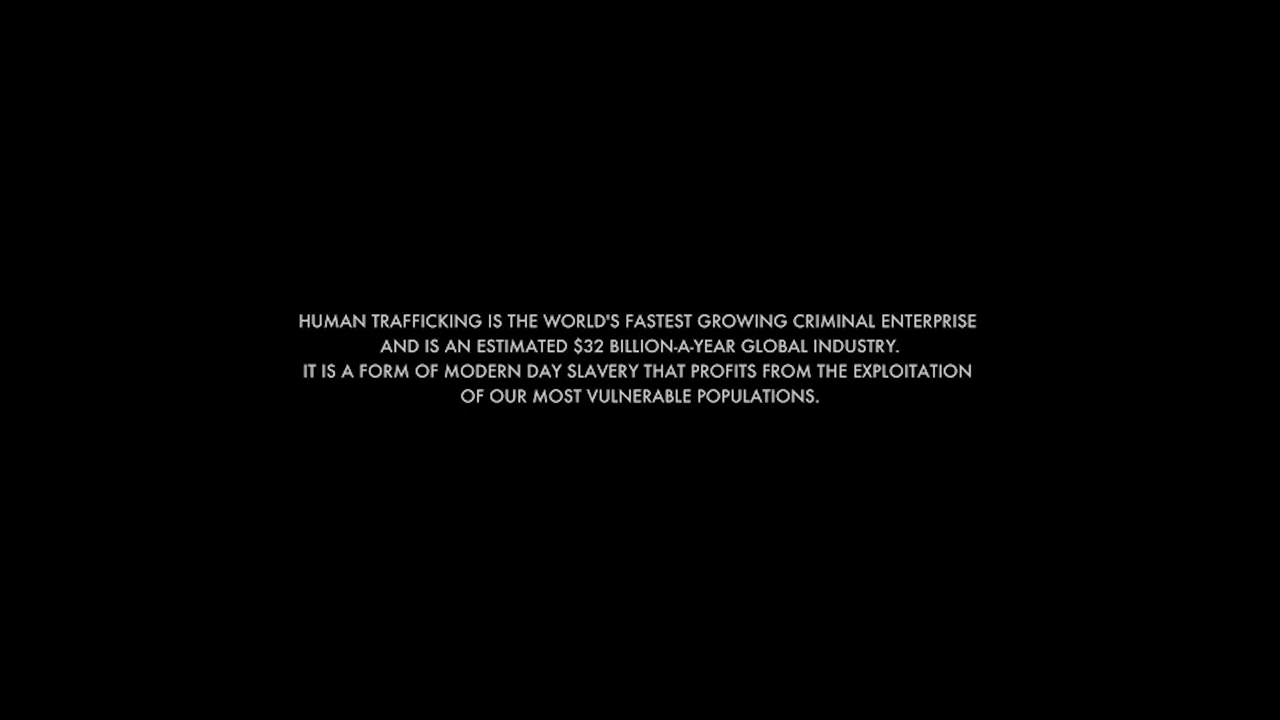 HUMAN TRAFFICKING IS THE WORLD'S FASTEST GROWING CRIMINAL ENTERPRISE
AND IS AN ESTIMATED $32 BILLION-A-YEAR GLOBAL INDUSTRY.
IT IS A FORM OF MODERN DAY SLAVERY THAT PROFITS FROM THE EXPLOITATION
OF OUR MOST VULNERABLE POPULATIONS.